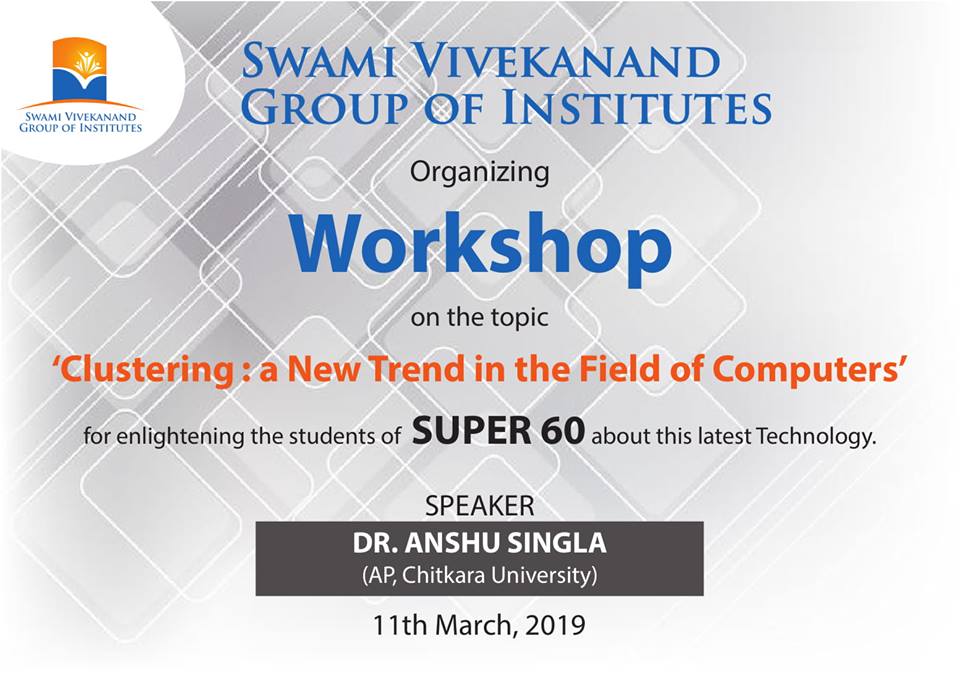 SWAMI VIVEKANAND
GROUP OF INSTITUTES
SWAMI VIVEKANAND
GROUP OF INSTITUTES
Organizing
Workshop
on the topic
‘Clustering : a New Trend in the Field of Computers’
for enlightening the students of SUPER 60 about this latest Technology.
SPEAKER
DR. ANSHU SINGLA
(AP, Chitkara University)
11th March, 2019